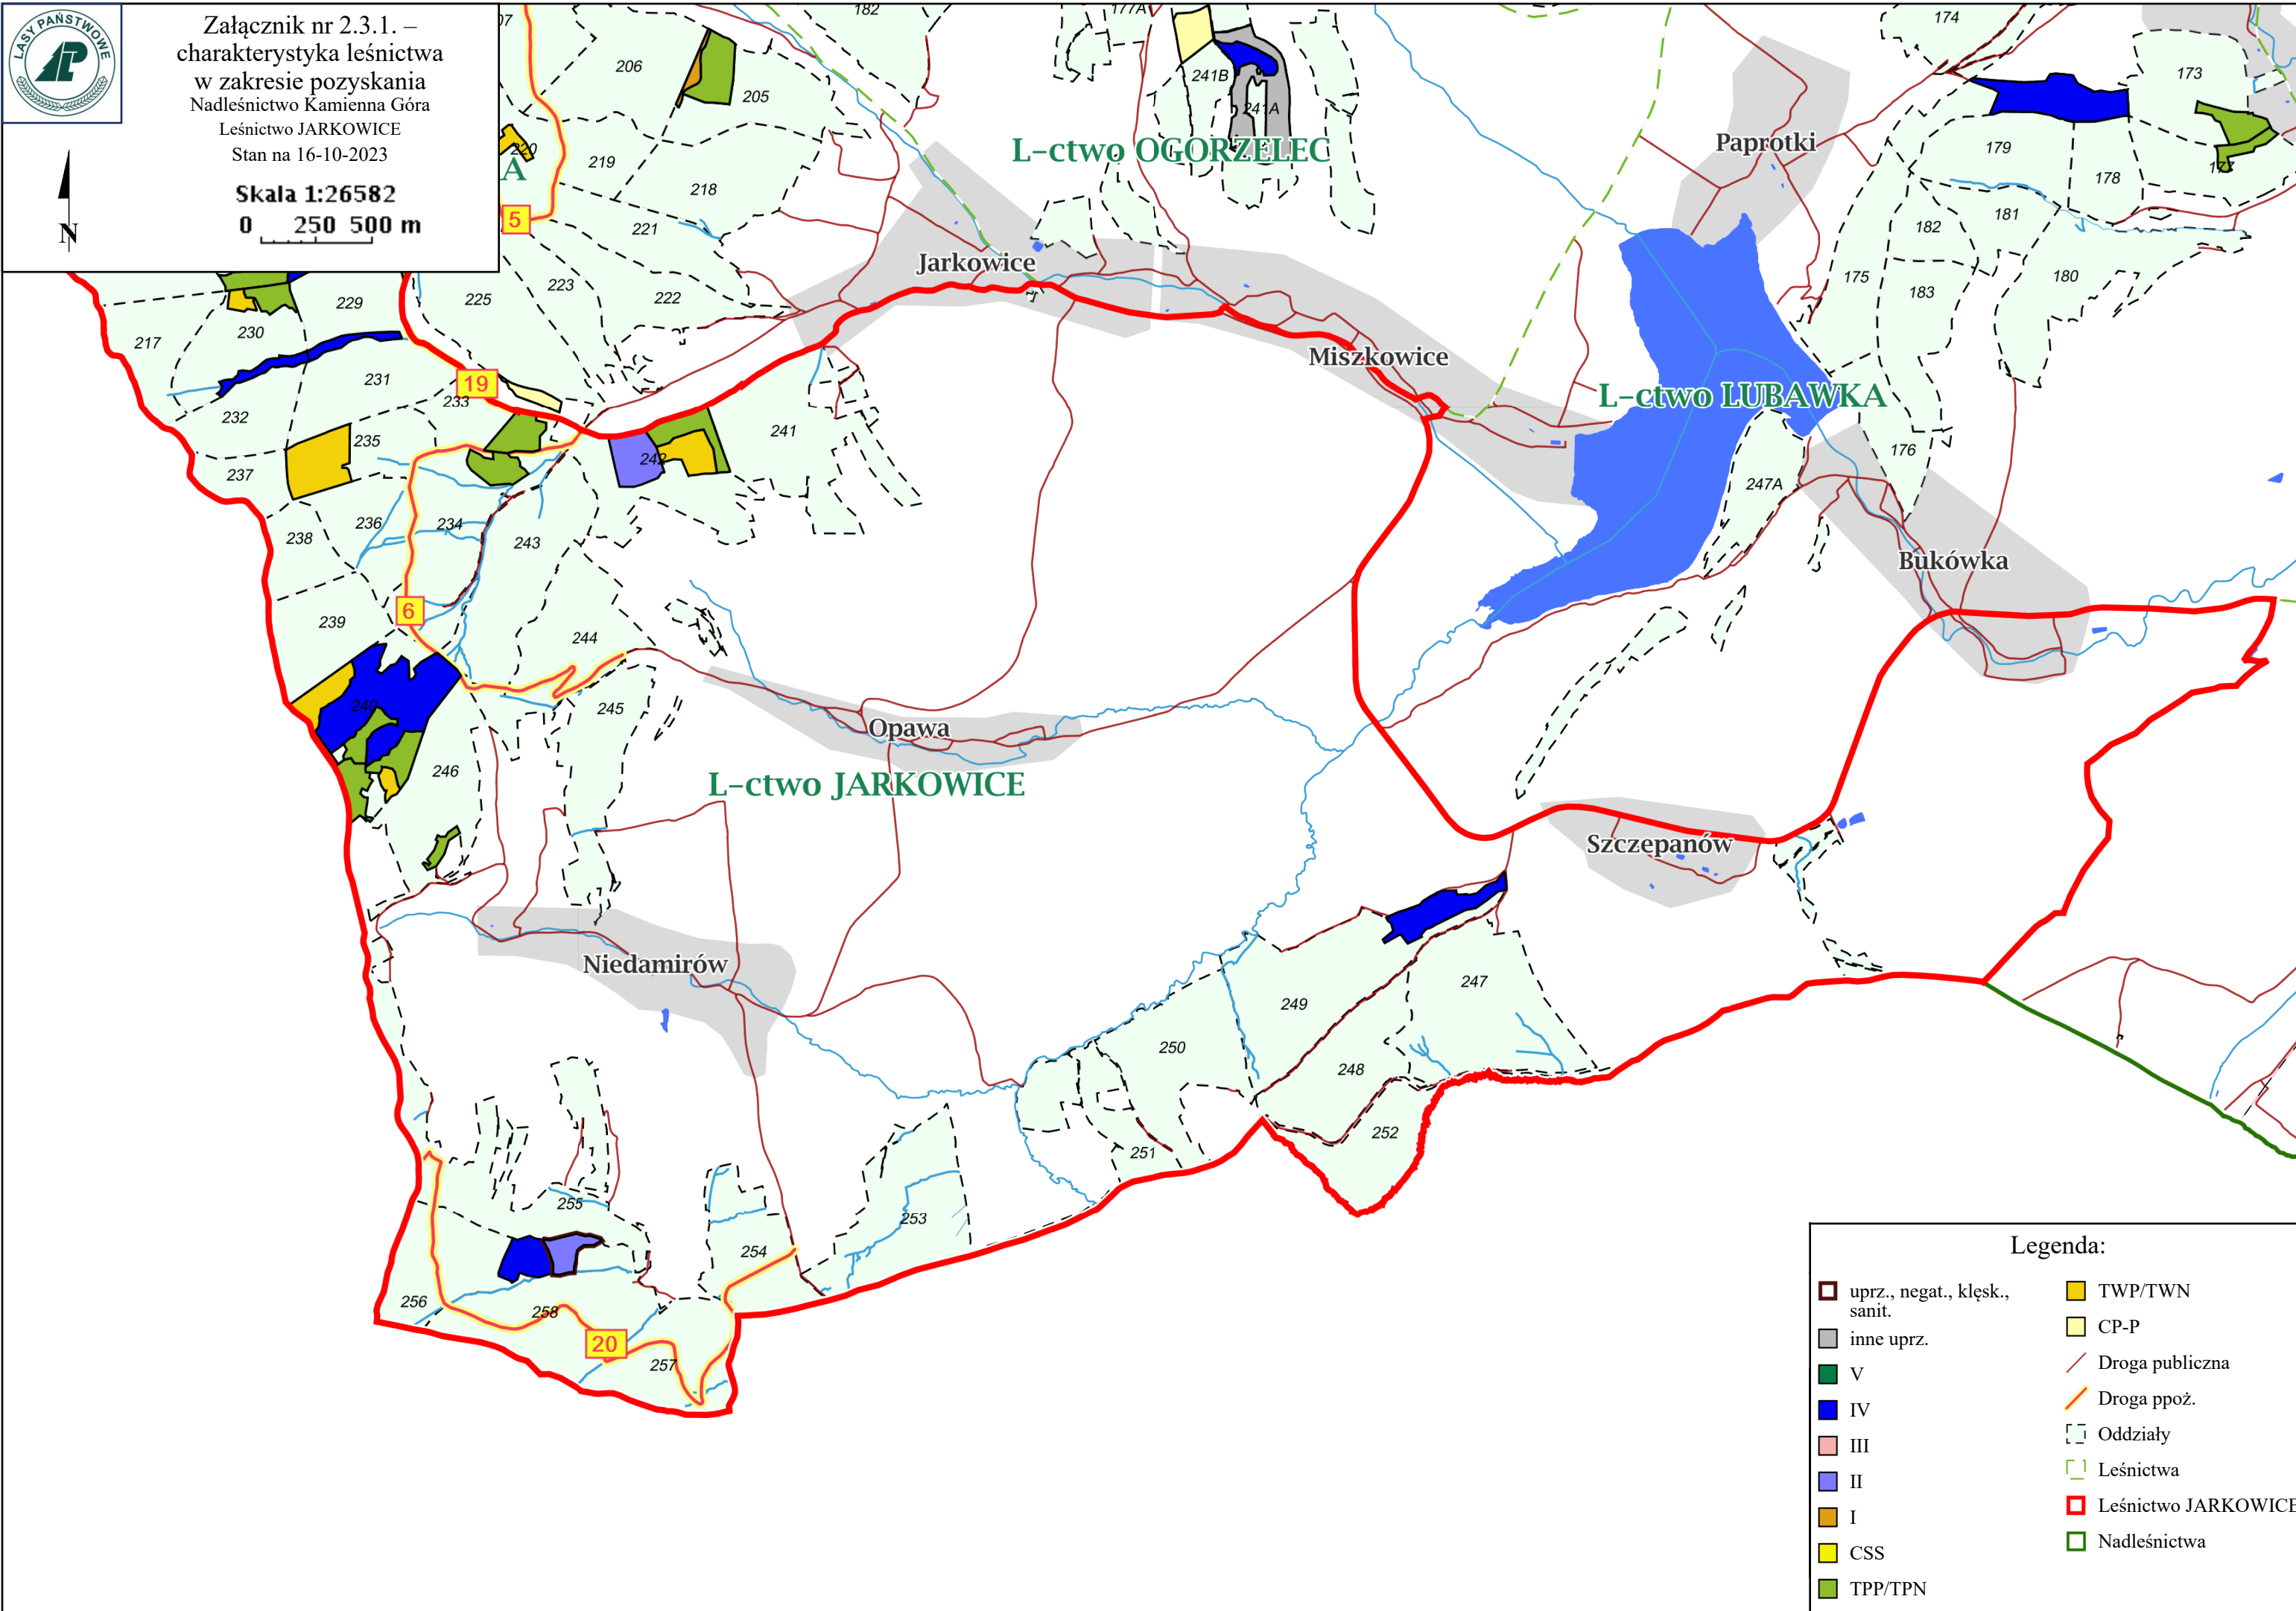 LASY PAŃSTWOWE
Załącznik nr 2.3.1. –
charakterystyka leśnictwa
w zakresie pozyskania
Nadleśnictwo Kamienna Góra
Leśnictwo JARKOWICE
Stan na 16-10-2023
Skala 1:26582
0 250 500 m
N
07
182
177A
174
206
205
241B
241A
173
L-ctwo OGORZELEC
Paprotki
220
A
219
218
179
178
177
5
221
182
181
Jarkowice
223
222
225
229
230
217
175
183
180
Miszkowice
231
19
233
232
L-ctwo LUBAWKA
235
241
242
237
176
247A
236
234
238
243
Bukówka
6
239
244
240
245
Opawa
246
L-ctwo JARKOWICE
Szczepanów
Niedamirów
247
249
250
248
252
251
255
253
254
256
258
20
257
Legenda:
uprz., negat., klęsk.,
sanit.
inne uprz.
V
IV
III
II
I
CSS
TPP/TPN
TWP/TWN
CP-P
Droga publiczna
Droga ppoż.
Oddziały
Leśnictwa
Leśnictwo JARKOWICE
Nadleśnictwa